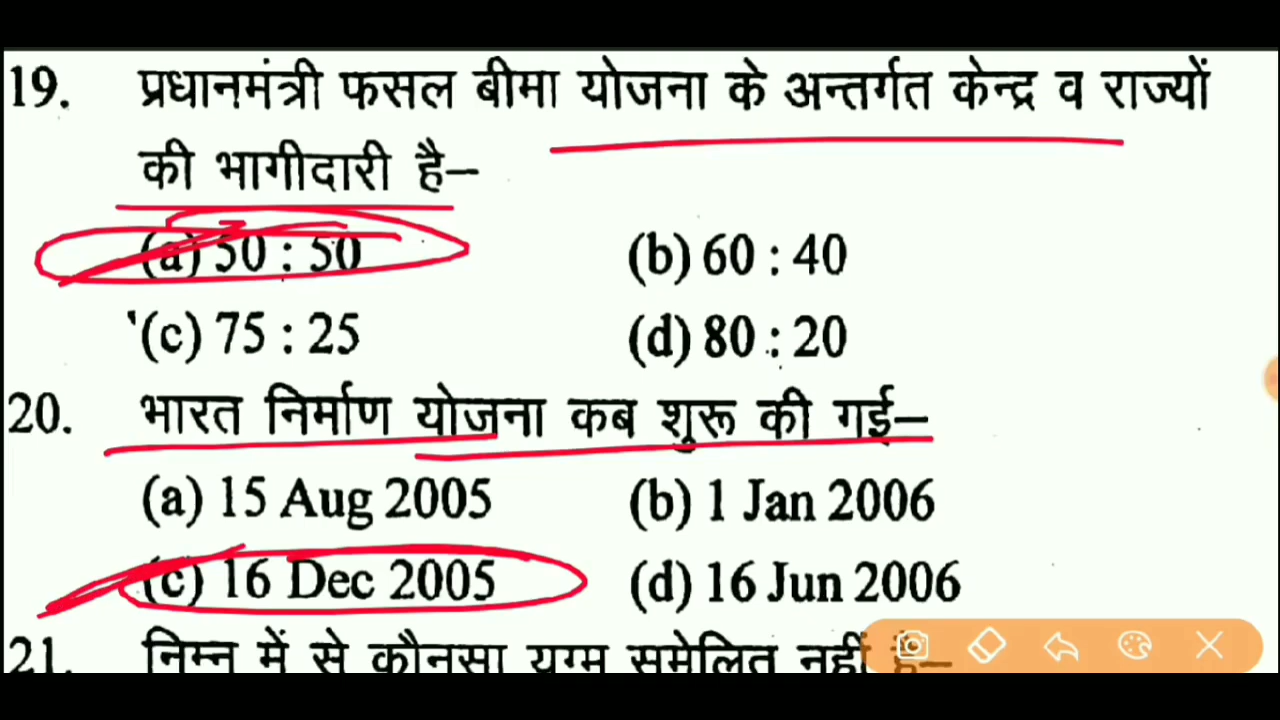 19. प्रधानमंत्री फसल बीमा योजना के अन्तर्गत केन्द्र व राज्यों
की भागीदारी है–
(a) 50 : 50 (b) 60 : 40
(c) 75 : 25 (d) 80 : 20
20. भारत निर्माण योजना कब शुरू की गई–
(a) 15 Aug 2005 (b) 1 Jan 2006
(c) 16 Dec 2005 (d) 16 Jun 2006
21. निम्न में से कौनसा युग्म सुमेलित नहीं है–